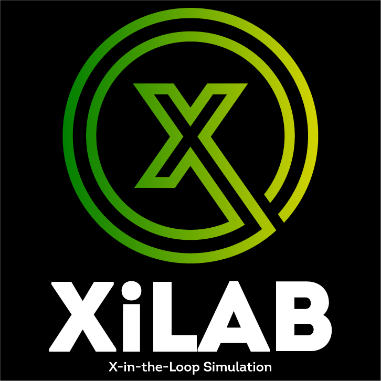 X
XiLAB
X-in-the-Loop Simulation